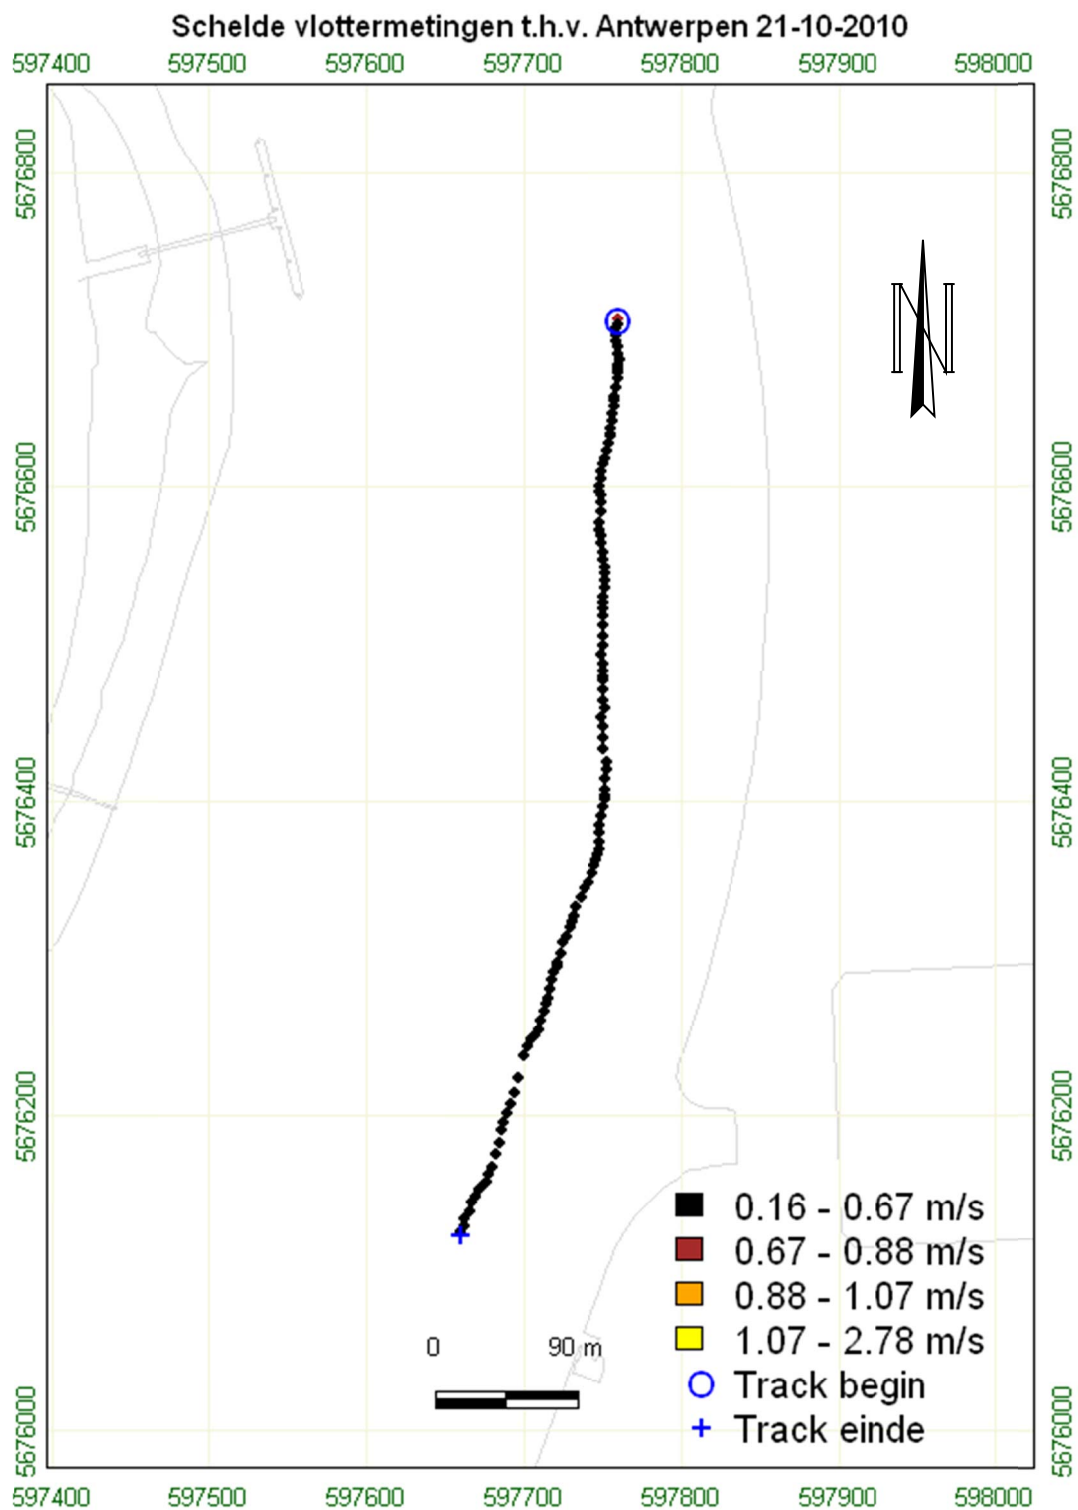 Schelde vlottermetingen t.h.v. Antwerpen 21-10-2010
597400 597500 597600 597700 597800 597900 598000
5676800 5676800
N
5676600 5676600
5676400 5676400
5676200 5676200
0.16 - 0.67 m/s
0.67 - 0.88 m/s
0.88 - 1.07 m/s
1.07 - 2.78 m/s
0 90 m
Track begin
Track einde
5676000 5676000
597400 597500 597600 597700 597800 597900 598000